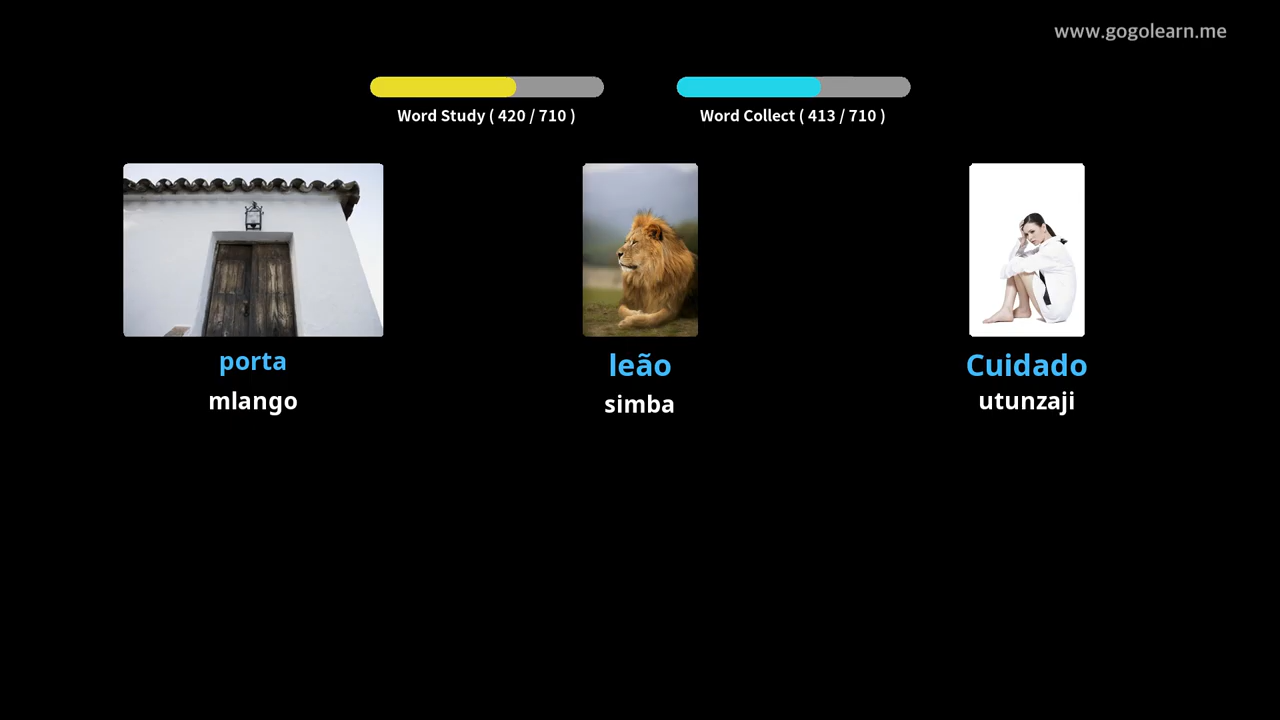 www.gogolearn.me
Word Study ( 420 / 710 )
Word Collect ( 413 / 710 )
porta
leão
Cuidado
mlango
simba
utunzaji